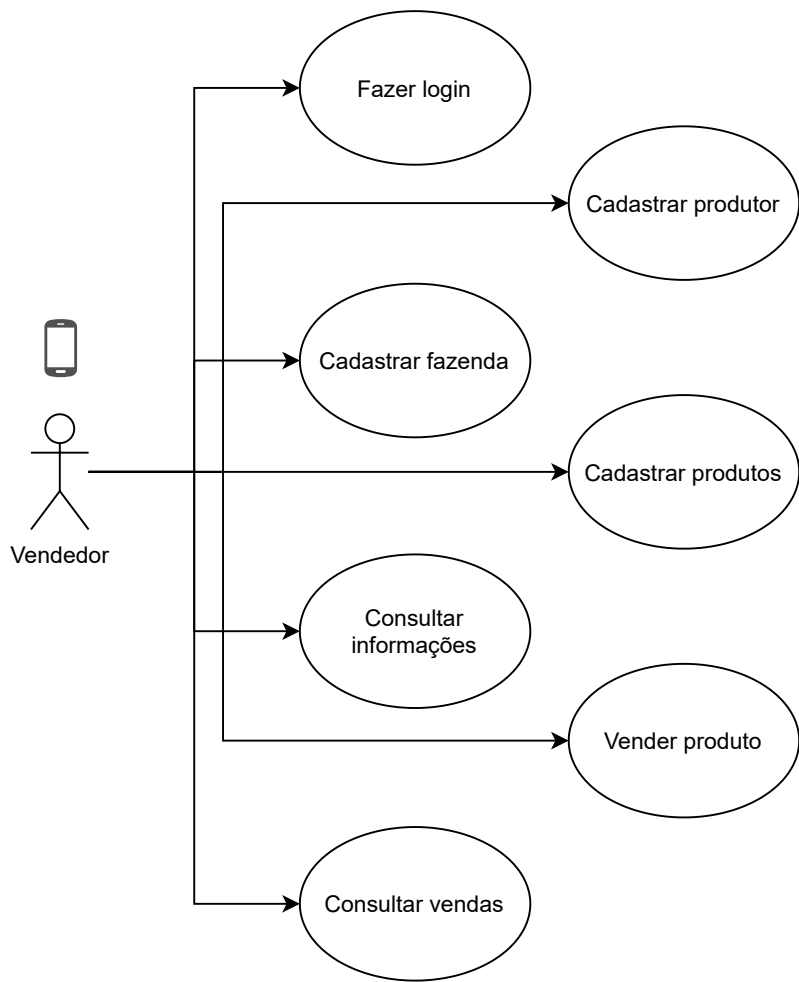 Fazer login
Cadastrar produtor
Cadastrar fazenda
Cadastrar produtos
Vendedor
Consultar
informações
Vender produto
Consultar vendas